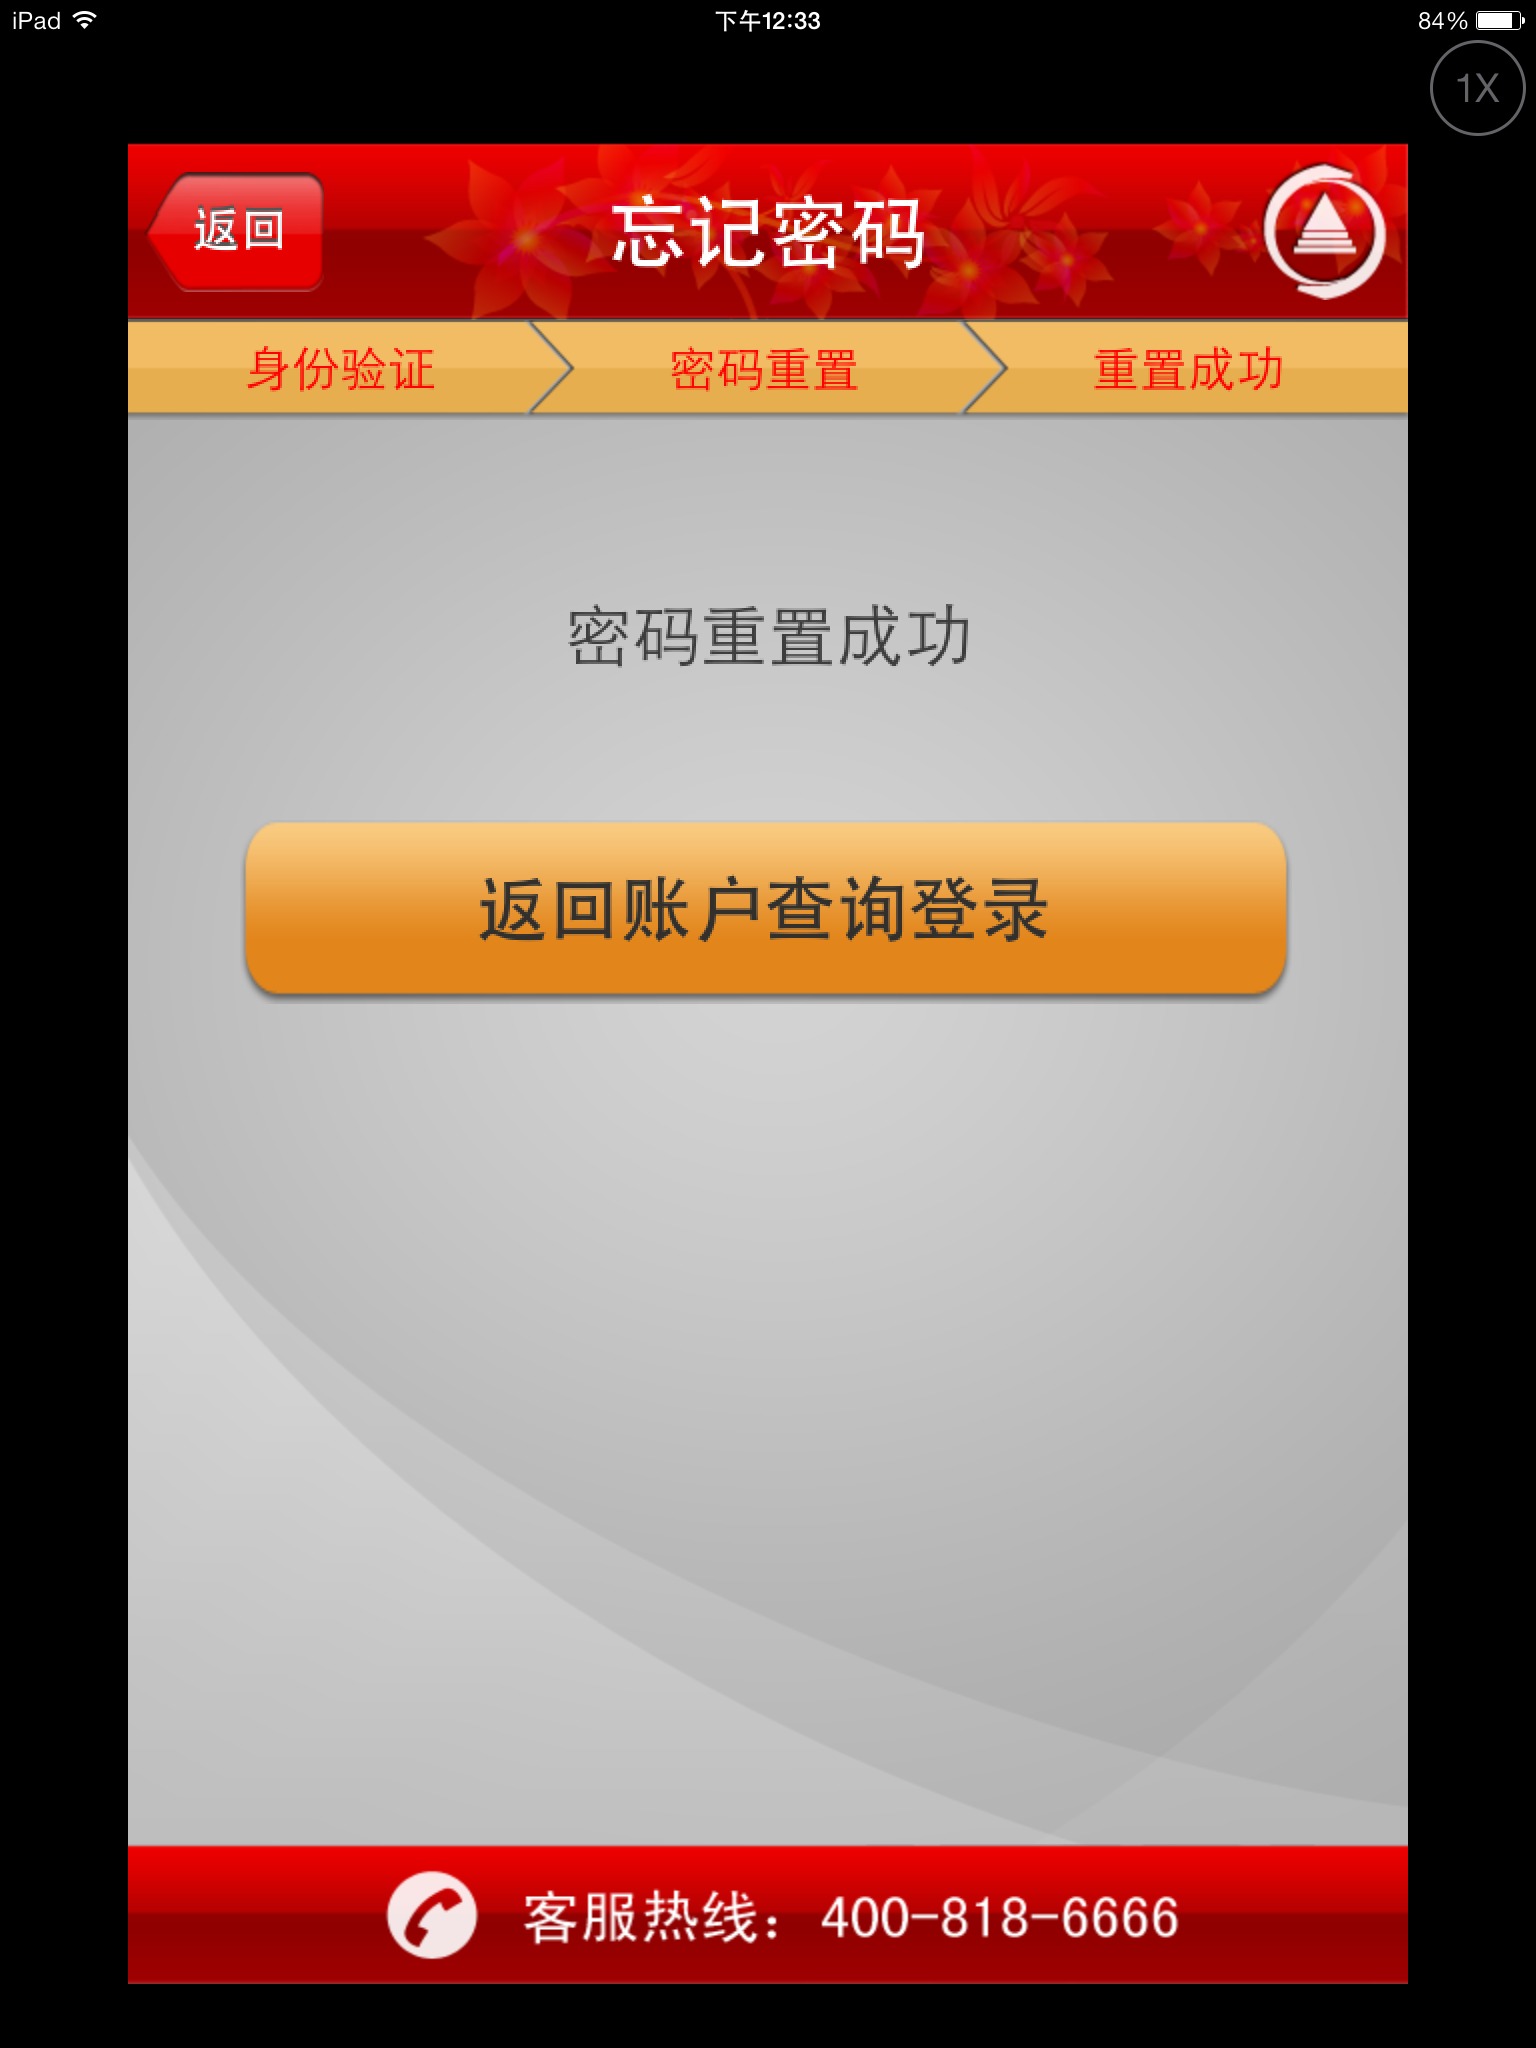 iPad 下午12:33 84%
1X
返回 忘记密码
身份验证 密码重置 重置成功
密码重置成功
返回账户查询登录
客服热线：400-818-6666